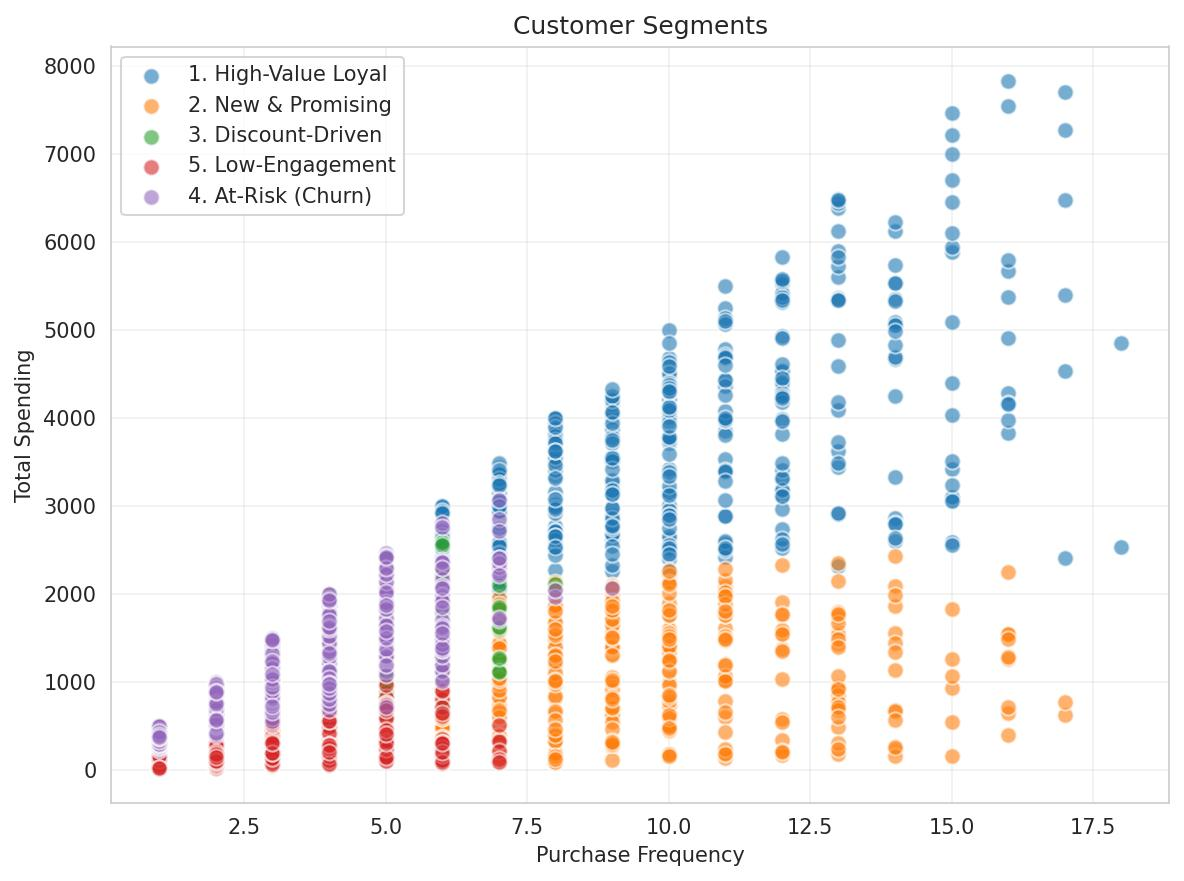 Customer Segments
1. High-Value Loyal
2. New & Promising
3. Discount-Driven
5. Low-Engagement
4. At-Risk (Churn)
8000
7000
6000
5000
4000
3000
2000
1000
0
Total Spending
2.5 5.0 7.5 10.0 12.5 15.0 17.5
Purchase Frequency